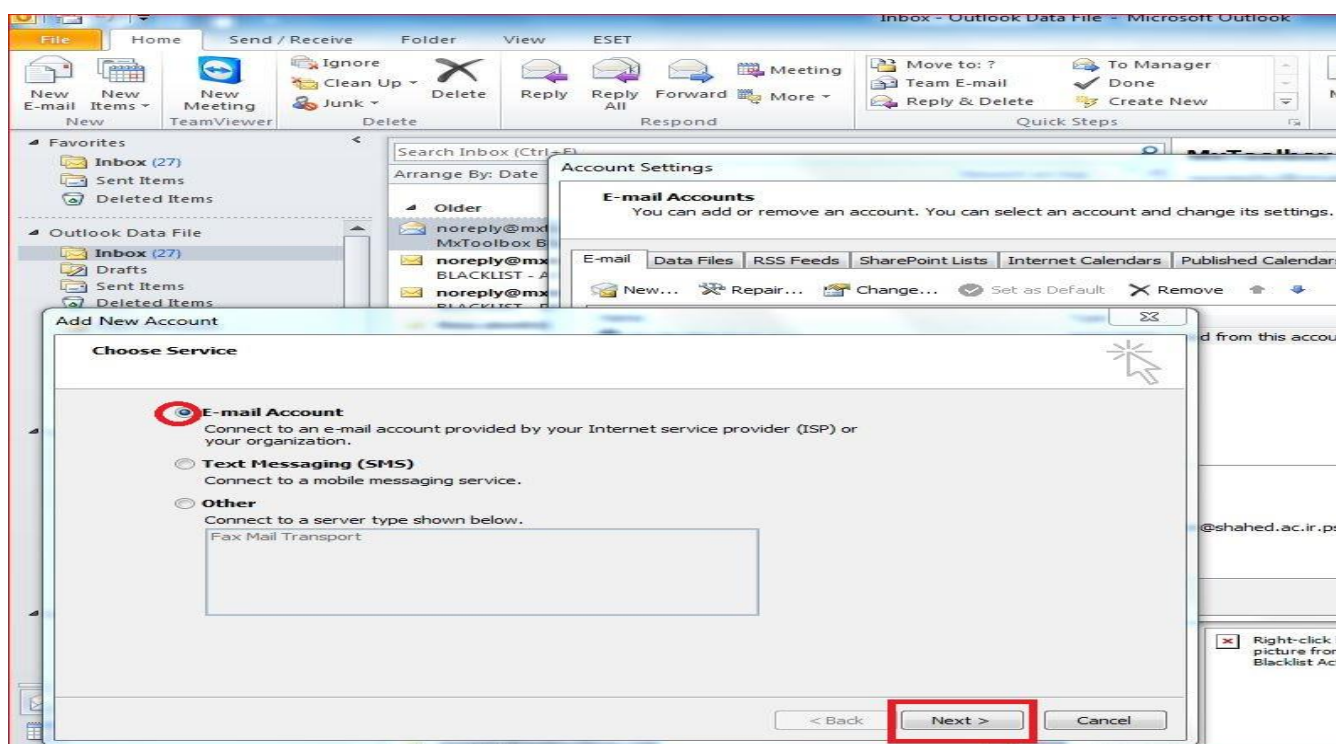 Inbox - Outlook Data File - Microsoft Outlook
File Home Send / Receive Folder View ESET
New E-mail
New Items
New Meeting
Ignore
Clean Up
Junk
Delete
Reply
Reply All
Forward
Meeting
More
Move to: ?
Team E-mail
Reply & Delete
To Manager
Done
Create New
New TeamViewer Delete Respond Quick Steps
Favorites
Inbox (27)
Sent Items
Deleted Items
Outlook Data File
Inbox (27)
Drafts
Sent Items
Deleted Items
Search Inbox (Ctrl+E)
Arrange By: Date
Older
noreply@mxt
MxToolbox B
noreply@mx
BLACKLIST - A
noreply@mx
Account Settings
E-mail Accounts
You can add or remove an account. You can select an account and change its settings.
E-mail Data Files RSS Feeds SharePoint Lists Internet Calendars Published Calendar
New... Repair... Change... Set as Default Remove
d from this accou
@shahed.ac.ir.ps
Add New Account
Choose Service
E-mail Account
Connect to an e-mail account provided by your Internet service provider (ISP) or
your organization.
Text Messaging (SMS)
Connect to a mobile messaging service.
Other
Connect to a server type shown below.
Fax Mail Transport
Right-click
picture from
Blacklist Ac
< Back Next > Cancel